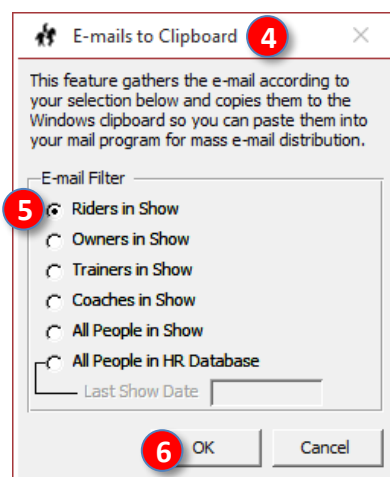 E-mails to Clipboard 4
This feature gathers the e-mail according to
your selection below and copies them to the
Windows clipboard so you can paste them into
your mail program for mass e-mail distribution.
E-mail Filter
5 Riders in Show
Owners in Show
Trainers in Show
Coaches in Show
All People in Show
All People in HR Database
Last Show Date
6 OK Cancel